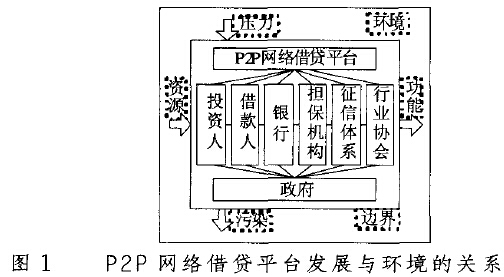 压力
环境
P2P网络借贷平台
资源
投资人
借款人
银行
担保机构
征信体系
行业协会
功能
政府
污染
边界
图 1 P2P 网络借贷平台发展与环境的关系